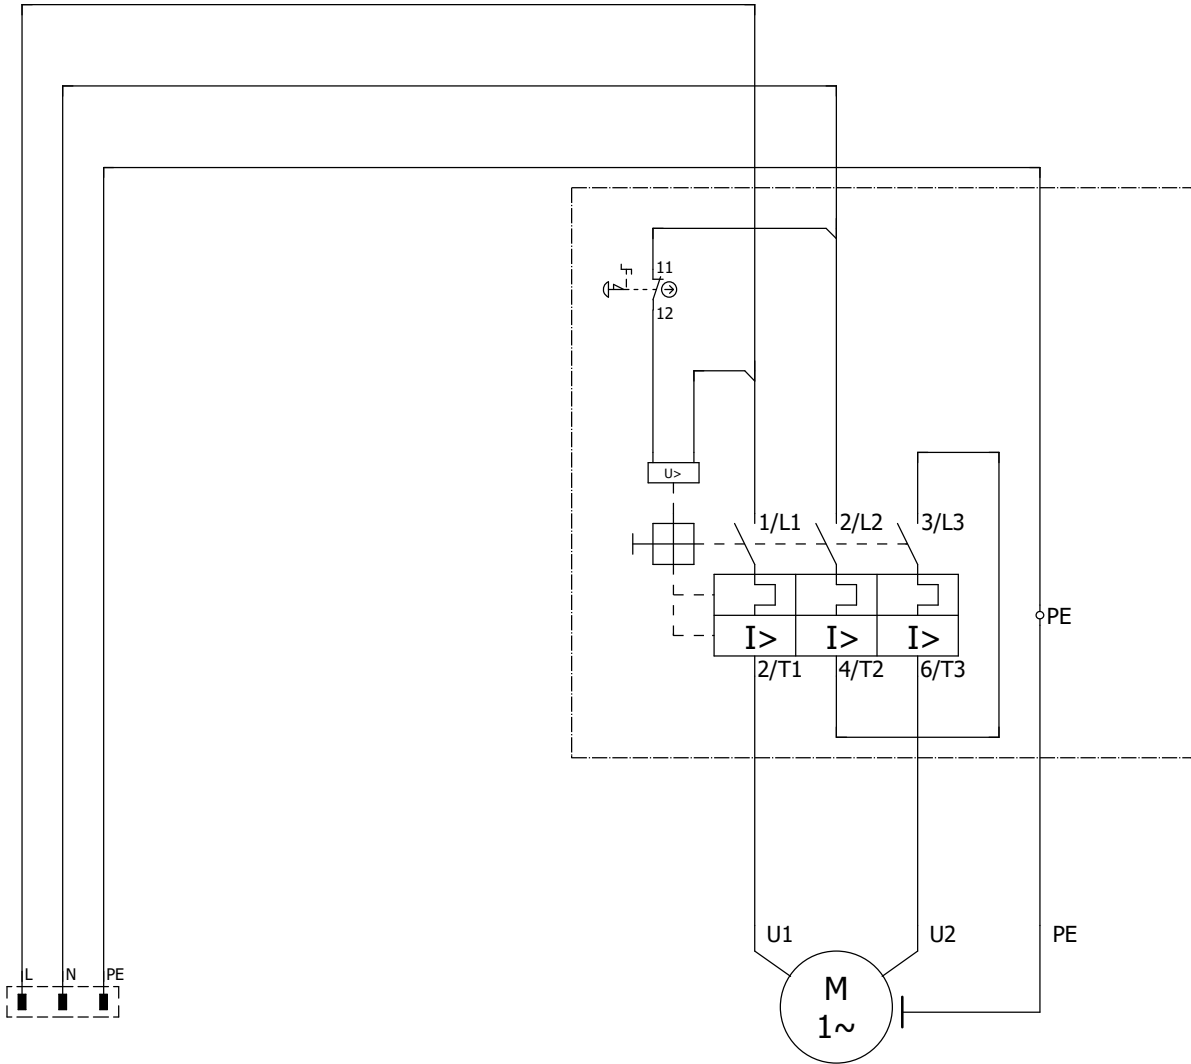 11
12
U>
1/L1 2/L2 3/L3
PE
I> I> I>
2/T1 4/T2 6/T3
U1 U2 PE
L N PE
M
1~